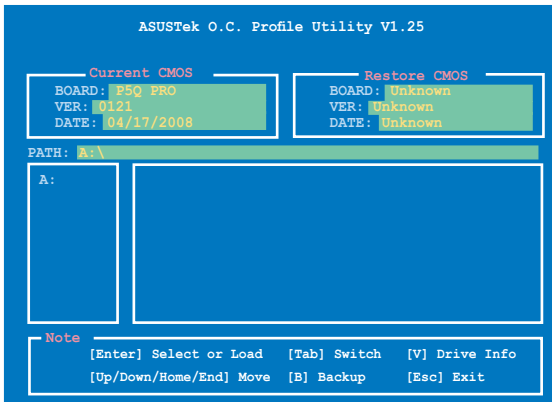 ASUSTek O.C. Profile Utility V1.25
Current CMOS
BOARD: P5Q PRO
VER: 0121
DATE: 04/17/2008
Restore CMOS
BOARD: Unknown
VER: Unknown
DATE: Unknown
PATH: A:\
A:
Note
[Enter] Select or Load [Tab] Switch [V] Drive Info
[Up/Down/Home/End] Move [B] Backup [Esc] Exit